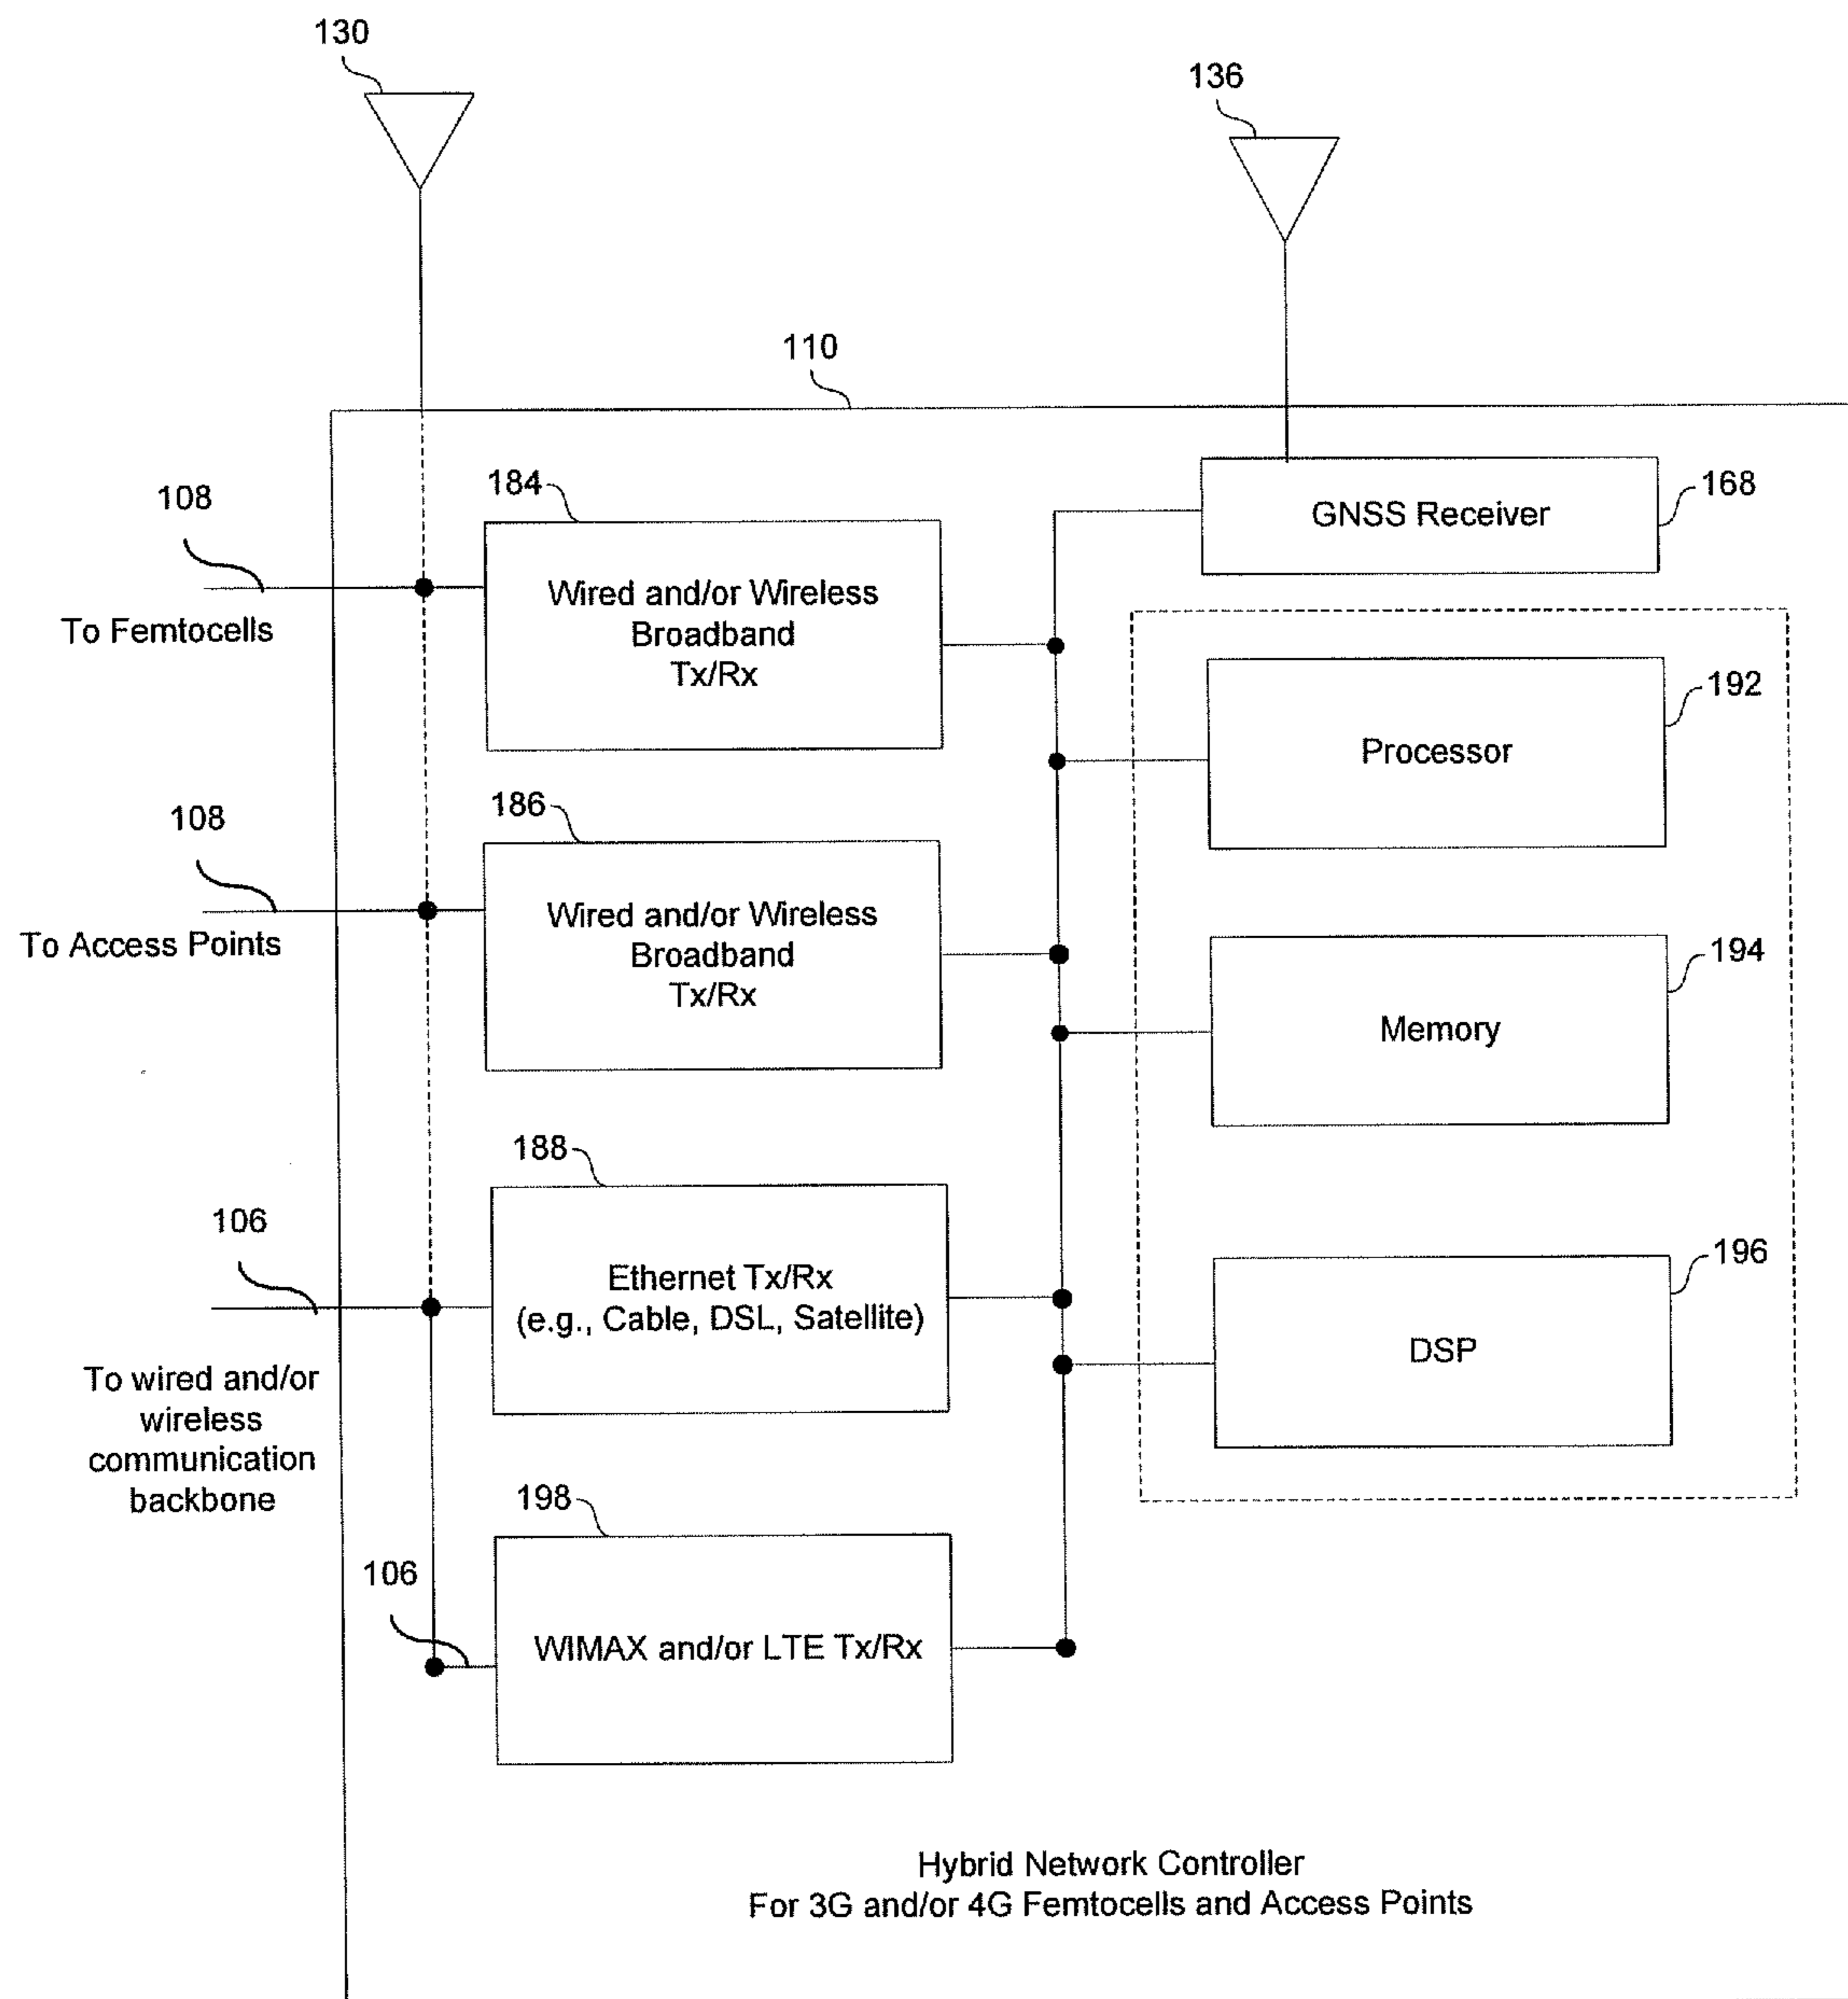 130
136
110
108
184
GNSS Receiver
168
To Femtocells
Wired and/or Wireless
Broadband
Tx/Rx
192
Processor
108
186
To Access Points
Wired and/or Wireless
Broadband
Tx/Rx
194
Memory
106
188
Ethernet Tx/Rx
(e.g., Cable, DSL, Satellite)
196
DSP
To wired and/or
wireless
communication
backbone
198
106
WIMAX and/or LTE Tx/Rx
Hybrid Network Controller
For 3G and/or 4G Femtocells and Access Points